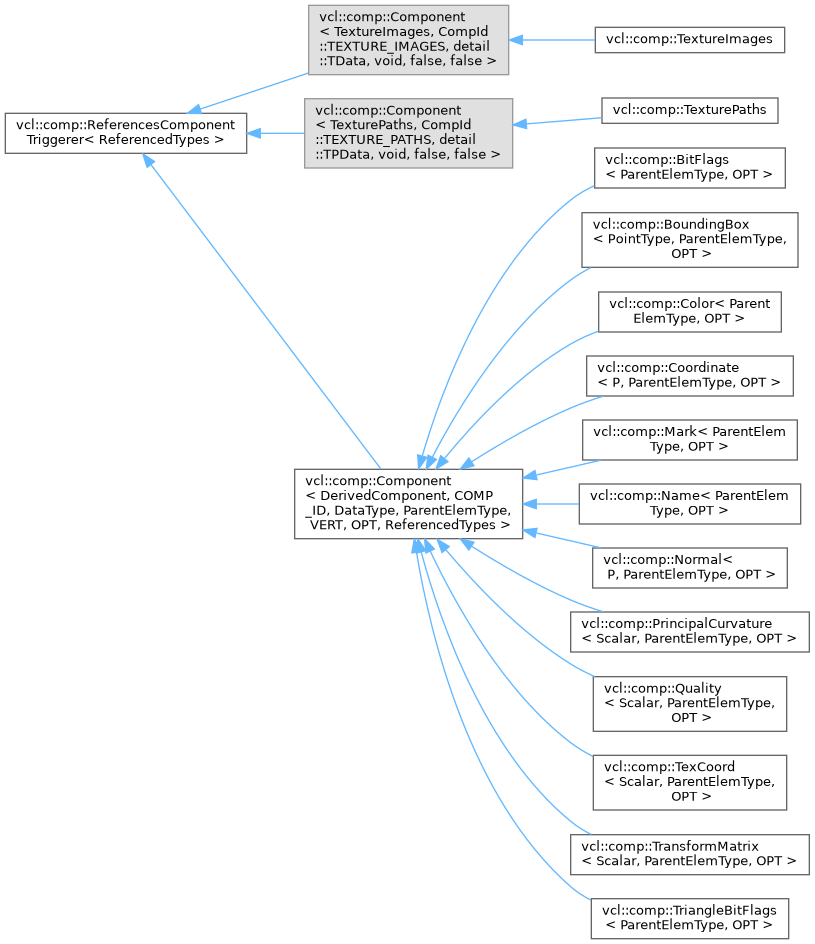 vcl::comp::Component
< TextureImages, CompId
::TEXTURE_IMAGES, detail
::TData, void, false, false >
vcl::comp::TextureImages
vcl::comp::ReferencesComponent
Triggerer< ReferencedTypes >
vcl::comp::Component
< TexturePaths, CompId
::TEXTURE_PATHS, detail
::TPData, void, false, false >
vcl::comp::TexturePaths
vcl::comp::Component
< DerivedComponent, COMP
_ID, DataType, ParentElemType,
VERT, OPT, ReferencedTypes >
vcl::comp::BitFlags
< ParentElemType, OPT >
vcl::comp::BoundingBox
< PointType, ParentElemType,
OPT >
vcl::comp::Color< Parent
ElemType, OPT >
vcl::comp::Coordinate
< P, ParentElemType, OPT >
vcl::comp::Mark< ParentElem
Type, OPT >
vcl::comp::Name< ParentElem
Type, OPT >
vcl::comp::Normal<
P, ParentElemType, OPT >
vcl::comp::PrincipalCurvature
< Scalar, ParentElemType, OPT >
vcl::comp::Quality
< Scalar, ParentElemType,
OPT >
vcl::comp::TexCoord
< Scalar, ParentElemType,
OPT >
vcl::comp::TransformMatrix
< Scalar, ParentElemType, OPT >
vcl::comp::TriangleBitFlags
< ParentElemType, OPT >